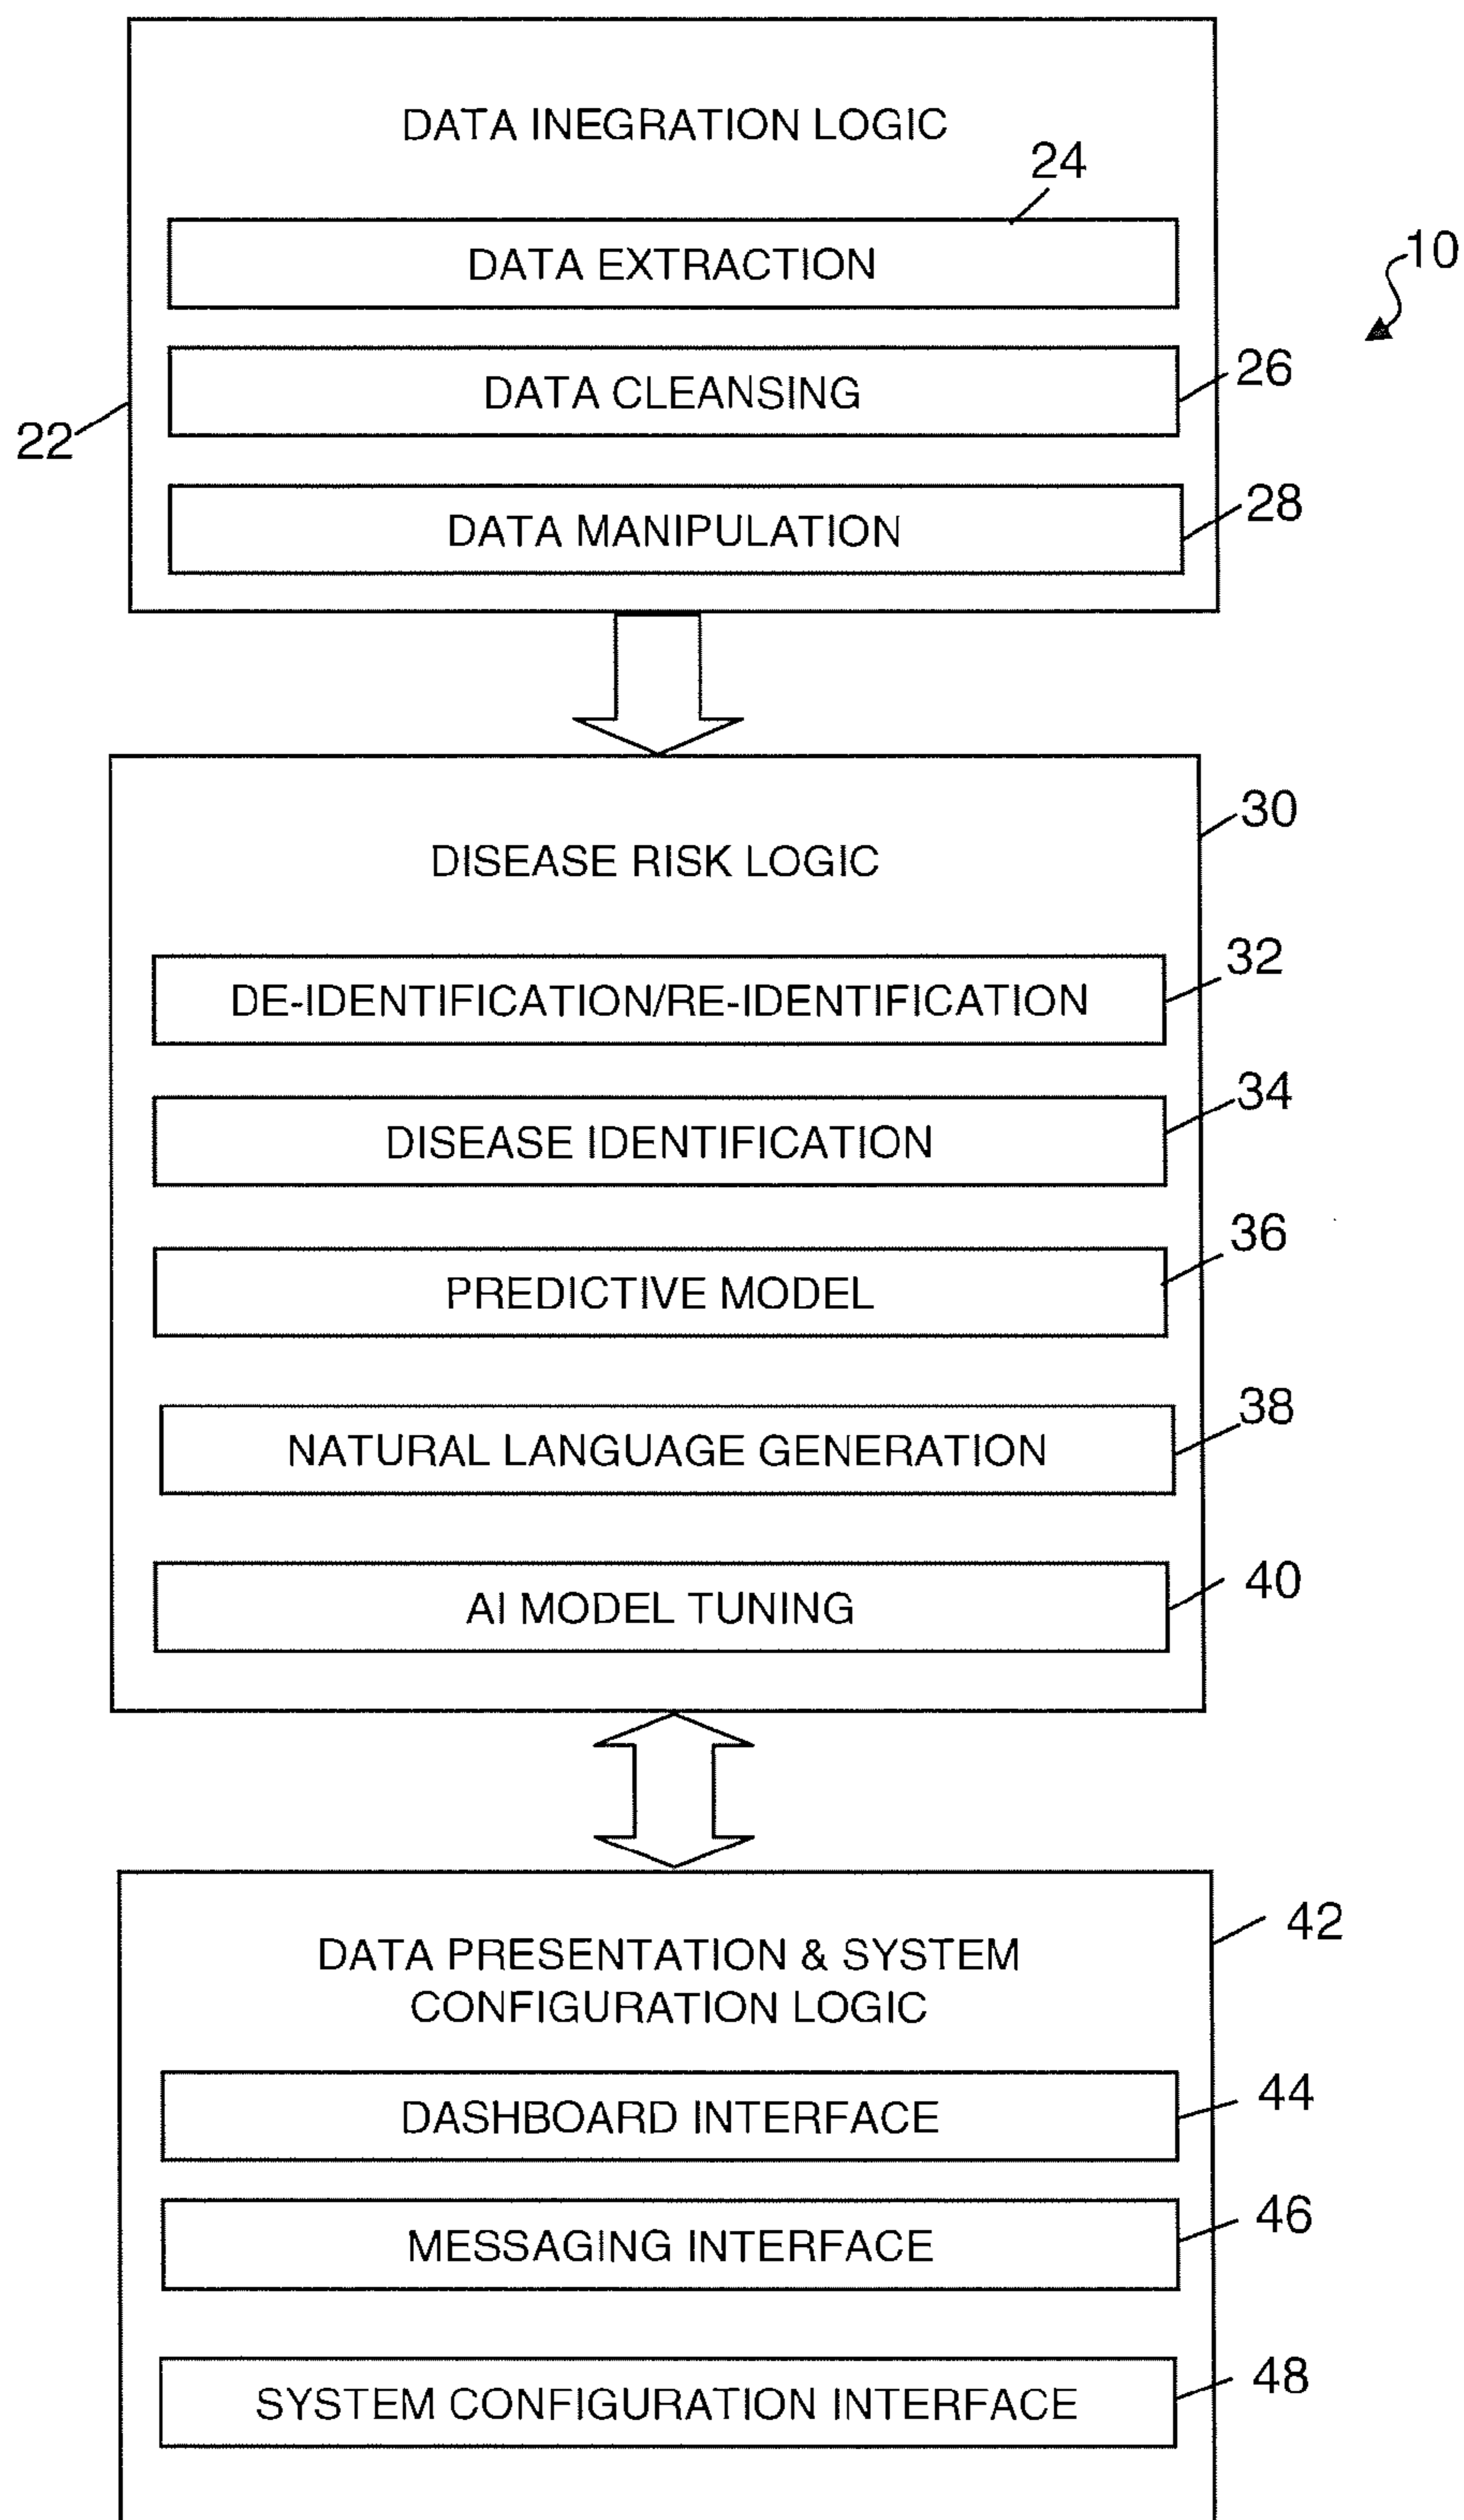 DATA INEGRATION LOGIC
24
DATA EXTRACTION
10
DATA CLEANSING
26
22
DATA MANIPULATION
28
30
DISEASE RISK LOGIC
32
DE-IDENTIFICATION/RE-IDENTIFICATION
34
DISEASE IDENTIFICATION
36
PREDICTIVE MODEL
38
NATURAL LANGUAGE GENERATION
40
AI MODEL TUNING
42
DATA PRESENTATION & SYSTEM
CONFIGURATION LOGIC
44
DASHBOARD INTERFACE
46
MESSAGING INTERFACE
48
SYSTEM CONFIGURATION INTERFACE